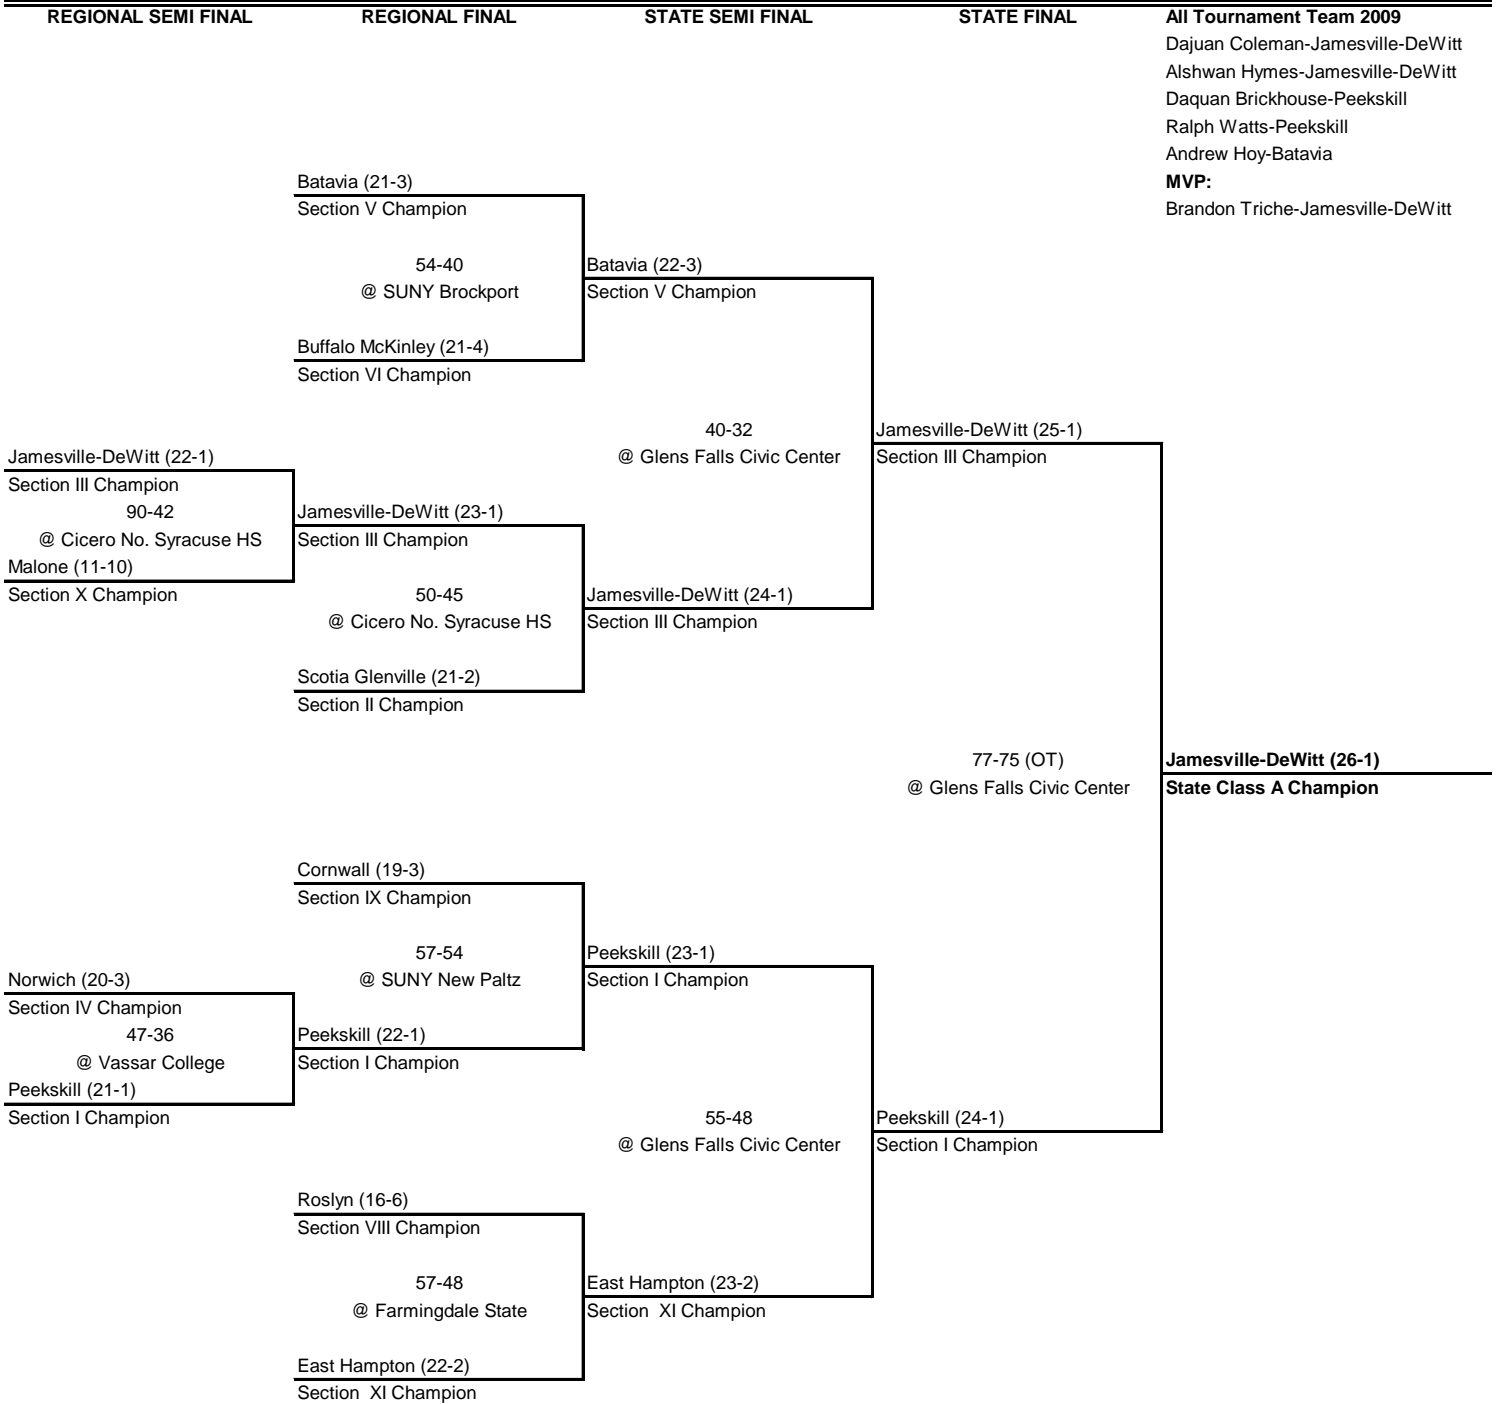 REGIONAL SEMI FINAL
REGIONAL FINAL
STATE SEMI FINAL
STATE FINAL
All Tournament Team 2009
Dajuan Coleman-Jamesville-DeWitt
Alshwan Hymes-Jamesville-DeWitt
Daquan Brickhouse-Peekskill
Ralph Watts-Peekskill
Andrew Hoy-Batavia
MVP:
Brandon Triche-Jamesville-DeWitt
Batavia (21-3)
Section V Champion
54-40
@ SUNY Brockport
Batavia (22-3)
Section V Champion
Buffalo McKinley (21-4)
Section VI Champion
40-32
@ Glens Falls Civic Center
Jamesville-DeWitt (25-1)
Section III Champion
Jamesville-DeWitt (22-1)
Section III Champion
90-42
@ Cicero No. Syracuse HS
Jamesville-DeWitt (23-1)
Section III Champion
Malone (11-10)
Section X Champion
50-45
@ Cicero No. Syracuse HS
Jamesville-DeWitt (24-1)
Section III Champion
Scotia Glenville (21-2)
Section II Champion
77-75 (OT)
@ Glens Falls Civic Center
Jamesville-DeWitt (26-1)
State Class A Champion
Cornwall (19-3)
Section IX Champion
57-54
@ SUNY New Paltz
Peekskill (23-1)
Section I Champion
Norwich (20-3)
Section IV Champion
47-36
@ Vassar College
Peekskill (22-1)
Section I Champion
Peekskill (21-1)
Section I Champion
55-48
@ Glens Falls Civic Center
Peekskill (24-1)
Section I Champion
Roslyn (16-6)
Section VIII Champion
57-48
@ Farmingdale State
East Hampton (23-2)
Section  XI Champion
East Hampton (22-2)
Section  XI Champion